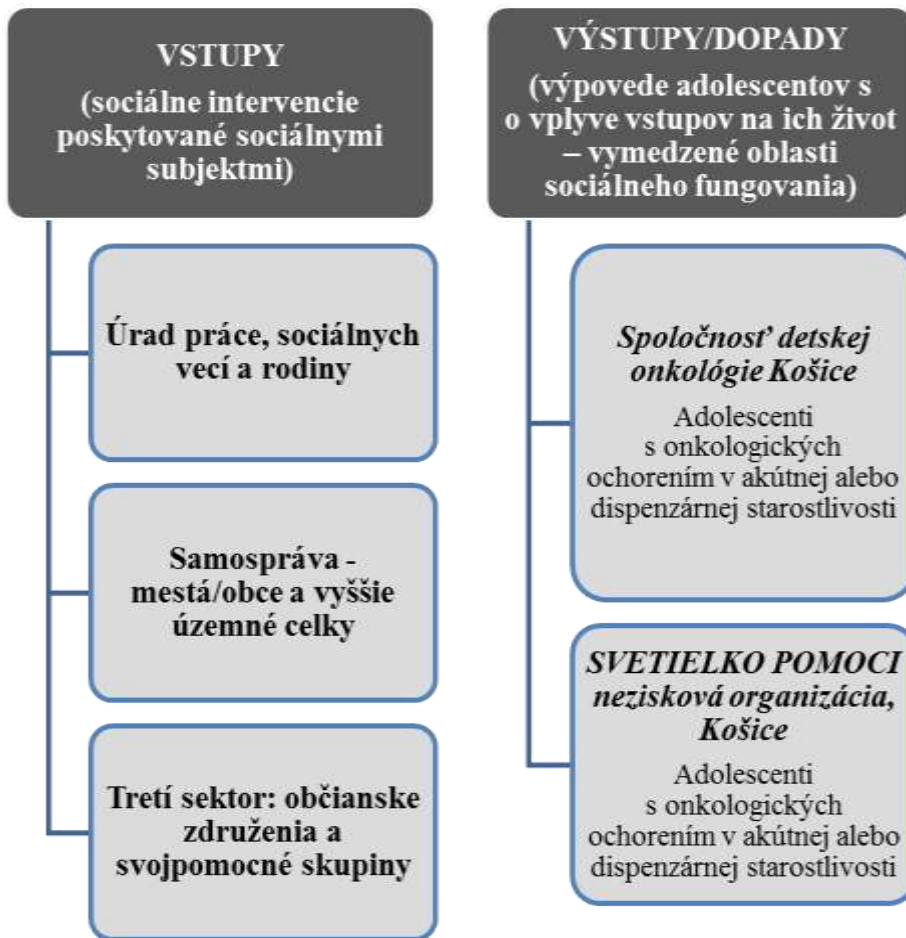 VSTUPY
(sociálne intervencie
poskytované sociálnymi
subjektmi)
Úrad práce, sociálnych
vecí a rodiny
Samospráva -
mestá/obce a vyššie
územné celky
Tretí sektor: občianske
združenia a
svojpomocné skupiny
VÝSTUPY/DOPADY
(výpovede adolescentov s
o vplyve vstupov na ich život
– vymedzené oblasti
sociálneho fungovania)
Spoločnosť detskej
onkológie Košice
Adolescenti
s onkologických
ochorením v akútnej alebo
dispenzárnej starostlivosti
SVETIELKO POMOCI
nezisková organizácia,
Košice
Adolescenti
s onkologických
ochorením v akútnej alebo
dispenzárnej starostlivosti